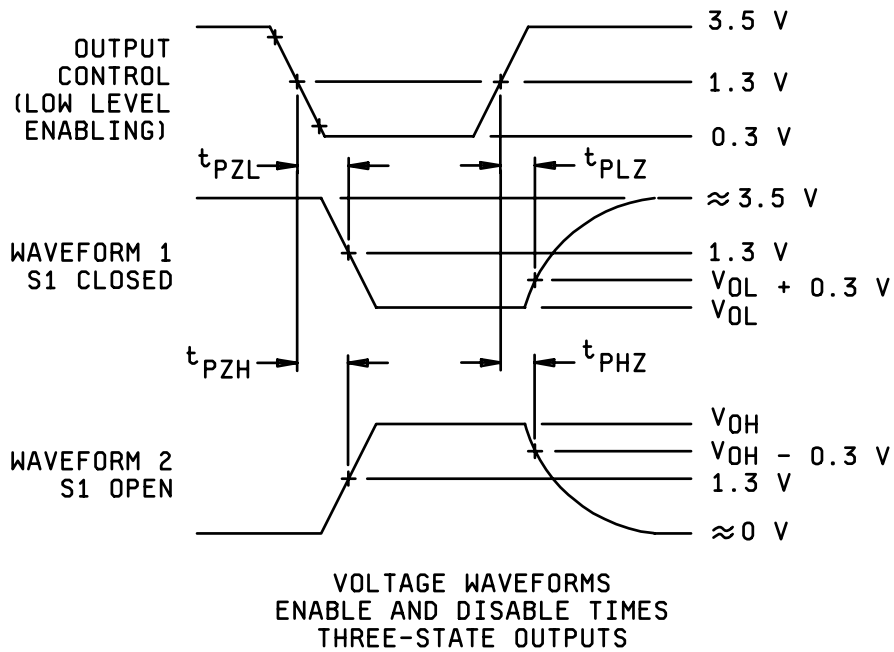 OUTPUT
CONTROL
(LOW LEVEL
ENABLING)
3.5 V
1.3 V
0.3 V
tPZL
tPLZ
WAVEFORM 1
S1 CLOSED
≈3.5 V
1.3 V
VOL + 0.3 V
VOL
tPZH
tPHZ
WAVEFORM 2
S1 OPEN
VOH
VOH - 0.3 V
1.3 V
≈0 V
VOLTAGE WAVEFORMS
ENABLE AND DISABLE TIMES
THREE-STATE OUTPUTS